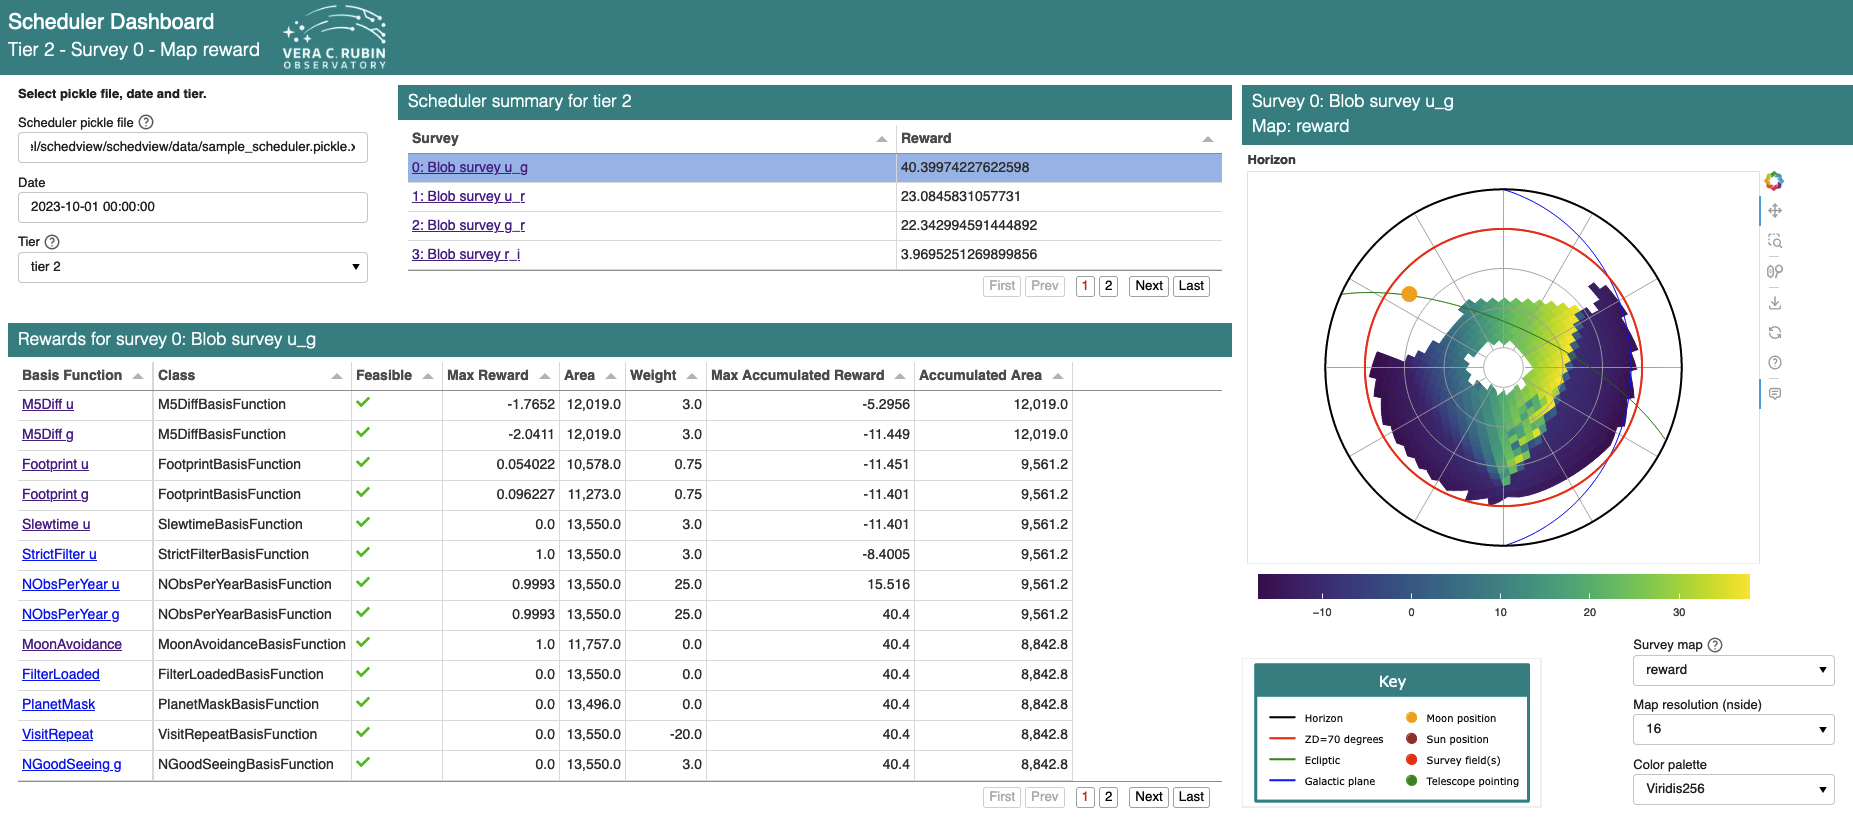 Scheduler Dashboard
Tier 2 - Survey 0 - Map reward
VERA C. RUBIN
OBSERVATORY
Select pickle file, date and tier.
Scheduler pickle file ?
el/schedview/schedview/data/sample_scheduler.pickle.x
Date
2023-10-01 00:00:00
Tier ?
tier 2
Scheduler summary for tier 2
Survey Reward
0: Blob survey u_g 40.39974227622598
1: Blob survey u_r 23.0845831057731
2: Blob survey g_r 22.342994591444892
3: Blob survey r_i 3.9695251269899856
First Prev 1 2 Next Last
Rewards for survey 0: Blob survey u_g
Basis Function Class Feasible Max Reward Area Weight Max Accumulated Reward Accumulated Area
M5Diff u M5DiffBasisFunction -1.7652 12,019.0 3.0 -5.2956 12,019.0
M5Diff g M5DiffBasisFunction -2.0411 12,019.0 3.0 -11.449 12,019.0
Footprint u FootprintBasisFunction 0.054022 10,578.0 0.75 -11.451 9,561.2
Footprint g FootprintBasisFunction 0.096227 11,273.0 0.75 -11.401 9,561.2
Slewtime u SlewtimeBasisFunction 0.0 13,550.0 3.0 -11.401 9,561.2
StrictFilter u StrictFilterBasisFunction 1.0 13,550.0 3.0 -8.4005 9,561.2
NObsPerYear u NObsPerYearBasisFunction 0.9993 13,550.0 25.0 15.516 9,561.2
NObsPerYear g NObsPerYearBasisFunction 0.9993 13,550.0 25.0 40.4 9,561.2
MoonAvoidance MoonAvoidanceBasisFunction 1.0 11,757.0 0.0 40.4 8,842.8
FilterLoaded FilterLoadedBasisFunction 0.0 13,550.0 0.0 40.4 8,842.8
PlanetMask PlanetMaskBasisFunction 0.0 13,496.0 0.0 40.4 8,842.8
VisitRepeat VisitRepeatBasisFunction 0.0 13,550.0 -20.0 40.4 8,842.8
NGoodSeeing g NGoodSeeingBasisFunction 0.0 13,550.0 3.0 40.4 8,842.8
First Prev 1 2 Next Last
Survey 0: Blob survey u_g
Map: reward
Horizon
−10 0 10 20 30
Key
Horizon Moon position
ZD=70 degrees Sun position
Ecliptic Survey field(s)
Galactic plane Telescope pointing
Survey map ?
reward
Map resolution (nside)
16
Color palette
Viridis256